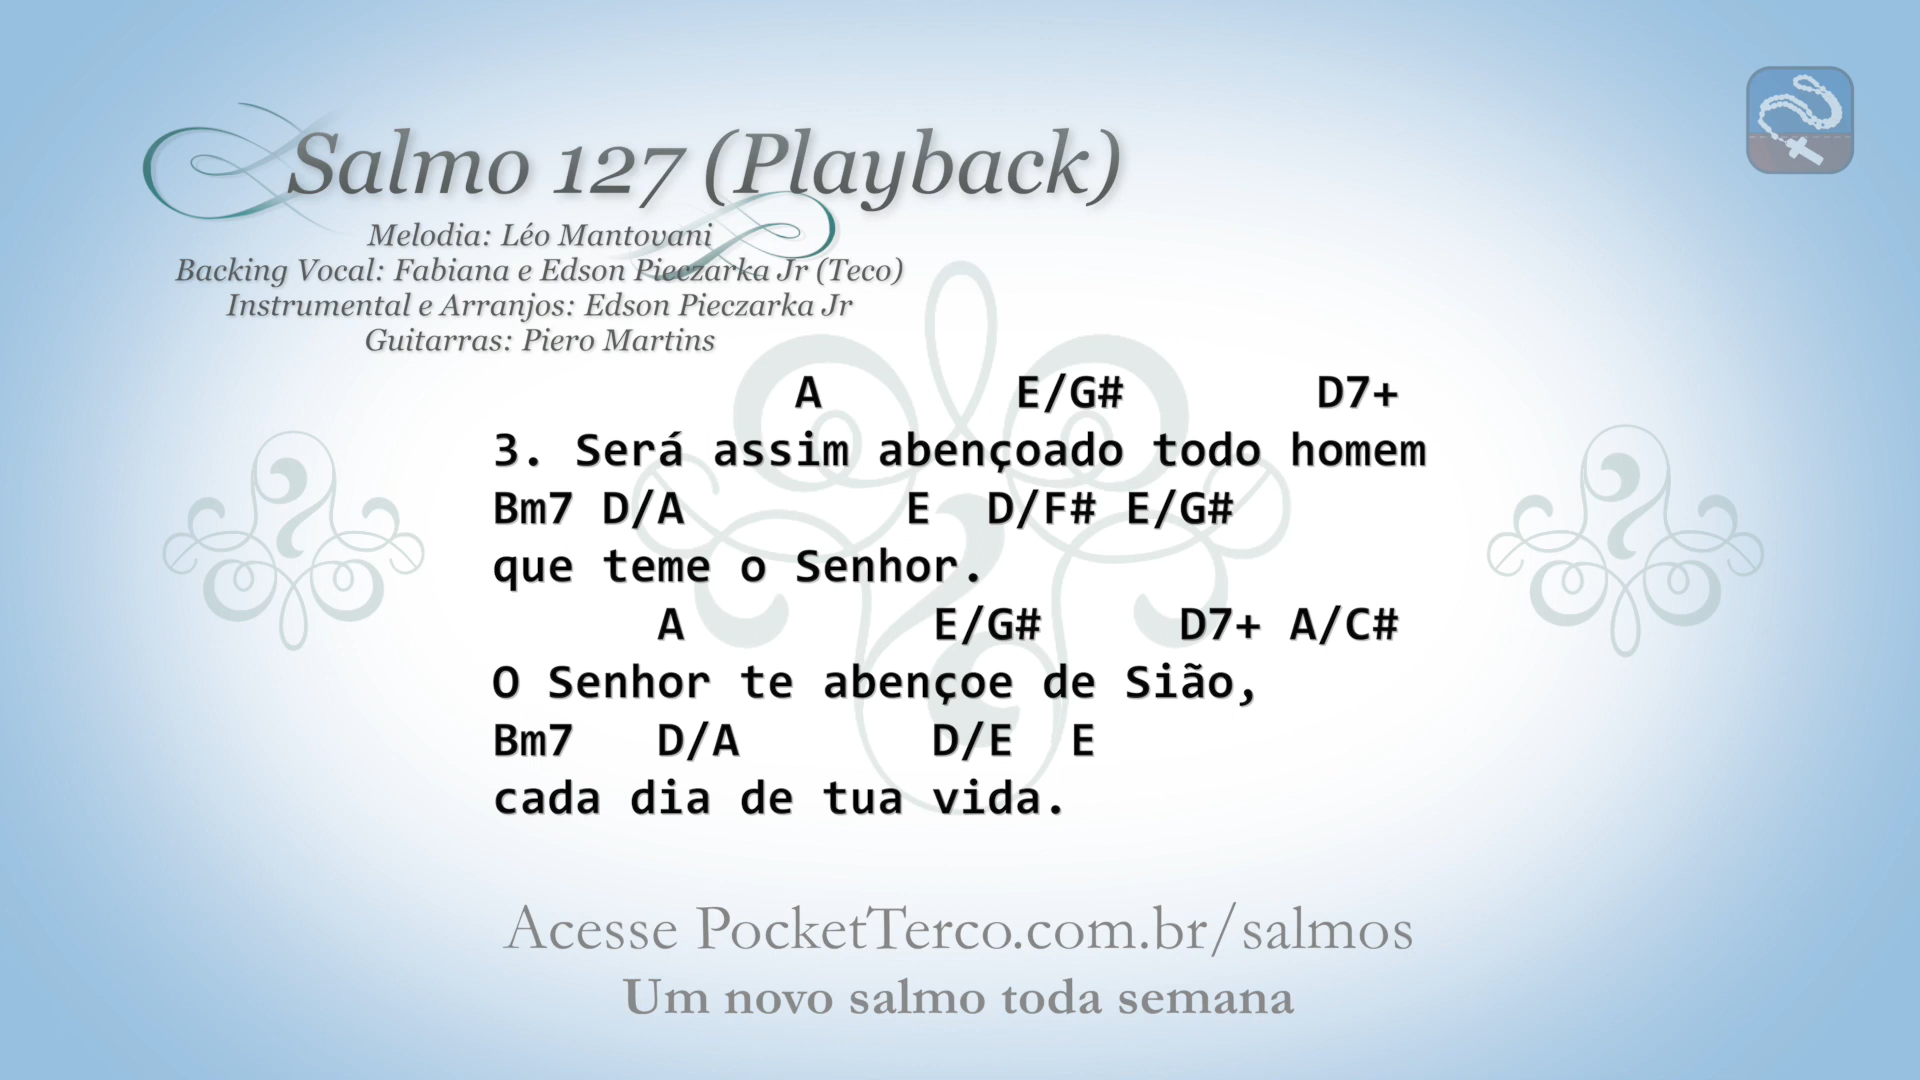 Salmo 127 (Playback)
Melodia: Léo Mantovani
Backing Vocal: Fabiana e Edson Pieczarka Jr (Teco)
Instrumental e Arranjos: Edson Pieczarka Jr
Guitarras: Piero Martins
A E/G# D7+
3. Será assim abençoado todo homem
Bm7 D/A E D/F# E/G#
que teme o Senhor.
A E/G# D7+ A/C#
O Senhor te abençoe de Sião,
Bm7 D/A D/E E
cada dia de tua vida.
Acesse PocketTerco.com.br/salmos
Um novo salmo toda semana